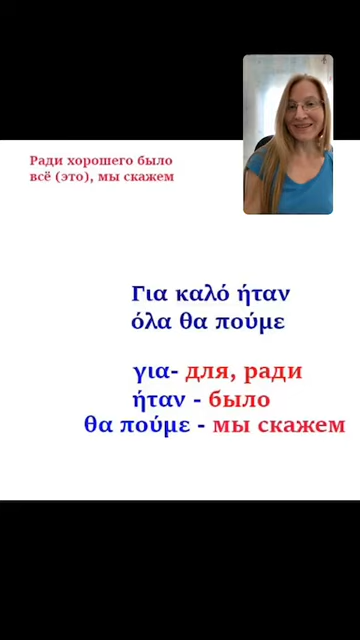 Ради хорошего было
всё (это), мы скажем
Για καλό ήταν
όλα θα πούμε
για- для, ради
ήταν - было
θα πούμε - мы скажем